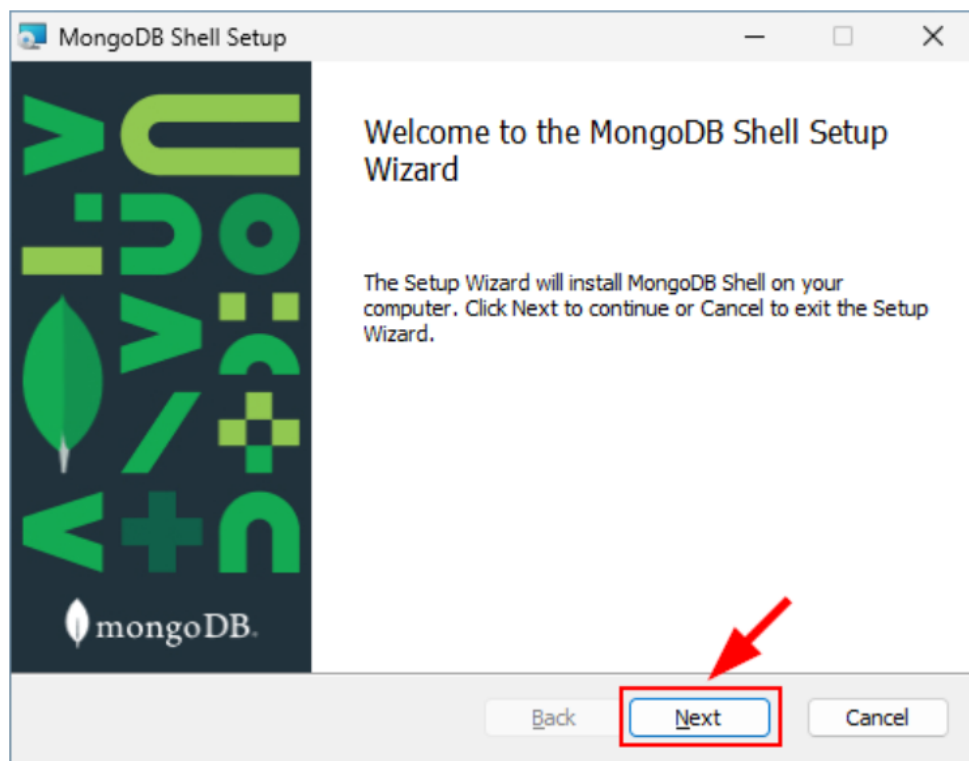 MongoDB Shell Setup
Welcome to the MongoDB Shell Setup
Wizard
The Setup Wizard will install MongoDB Shell on your
computer. Click Next to continue or Cancel to exit the Setup
Wizard.
mongoDB.
Back
Next
Cancel